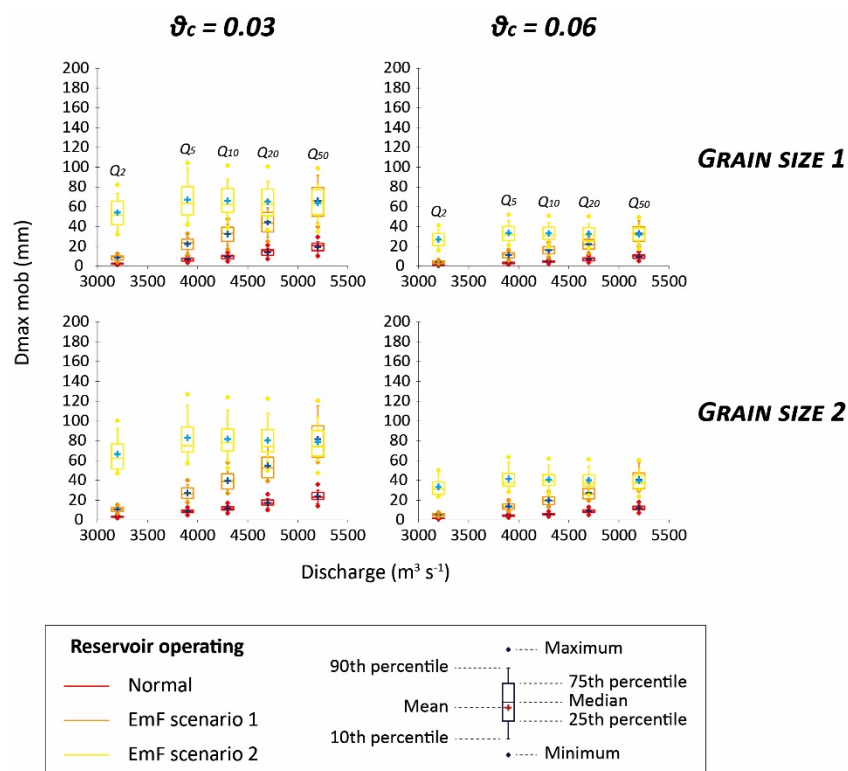 ϑc = 0.03
ϑc = 0.06
200
180
160
140
120
100
80
60
40
20
0
3000 3500 4000 4500 5000 5500
Q2
Q5
Q10
Q20
Q50
200
180
160
140
120
100
80
60
40
20
0
3000 3500 4000 4500 5000 5500
Q2
Q5
Q10
Q20
Q50
GRAIN SIZE 1
Dmax mob (mm)
200
180
160
140
120
100
80
60
40
20
0
3000 3500 4000 4500 5000 5500
200
180
160
140
120
100
80
60
40
20
0
3000 3500 4000 4500 5000 5500
GRAIN SIZE 2
Discharge (m³ s⁻¹)
Reservoir operating
Normal
EmF scenario 1
EmF scenario 2
Maximum
90th percentile
75th percentile
Mean
Median
25th percentile
10th percentile
Minimum